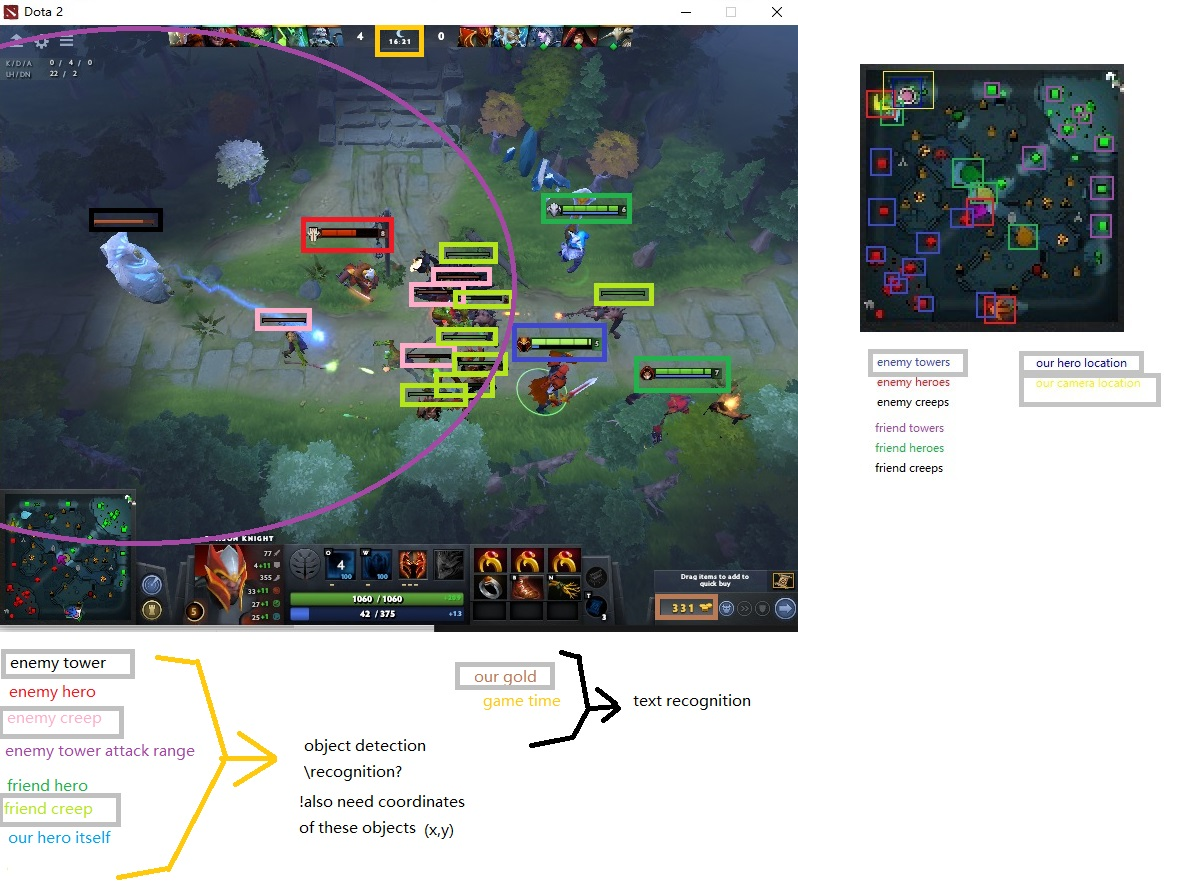 Dota 2
4 16:21 0
K/D/A 0 / 4 / 0
LH/DN 22 / 2
8
6
5
7
enemy towers
enemy heroes
enemy creeps
friend towers
friend heroes
friend creeps
our hero location
our camera location
KNIGHT
77
4+11
355
33+11
27+1
25+1
5
O
W
4
100
100
1060 / 1060
42 / 375 +1.3
T
3
Drag items to add to
quick buy
331
enemy tower
enemy hero
enemy creep
enemy tower attack range
friend hero
friend creep
our hero itself
object detection
\recognition?
!also need coordinates
of these objects (x,y)
our gold
game time
text recognition